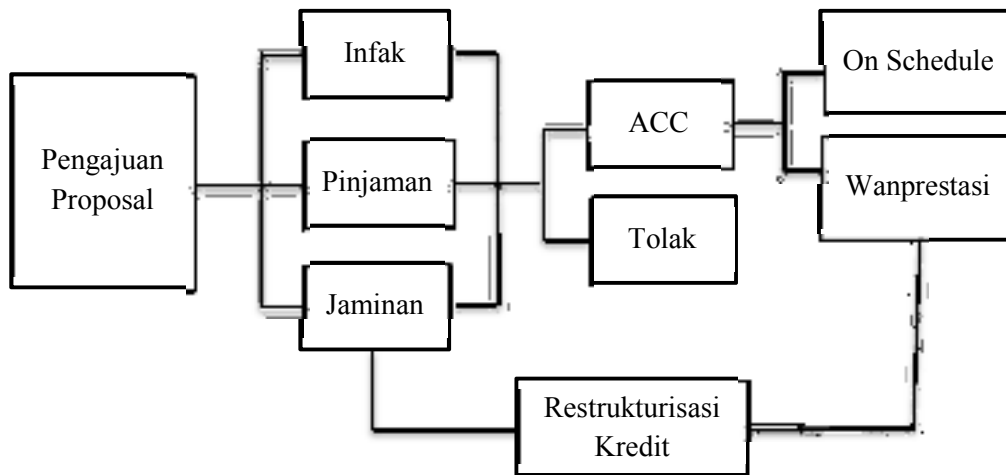 Pengajuan
Proposal
Infak
Pinjaman
Jaminan
ACC
Tolak
On Schedule
Wanprestasi
Restrukturisasi
Kredit